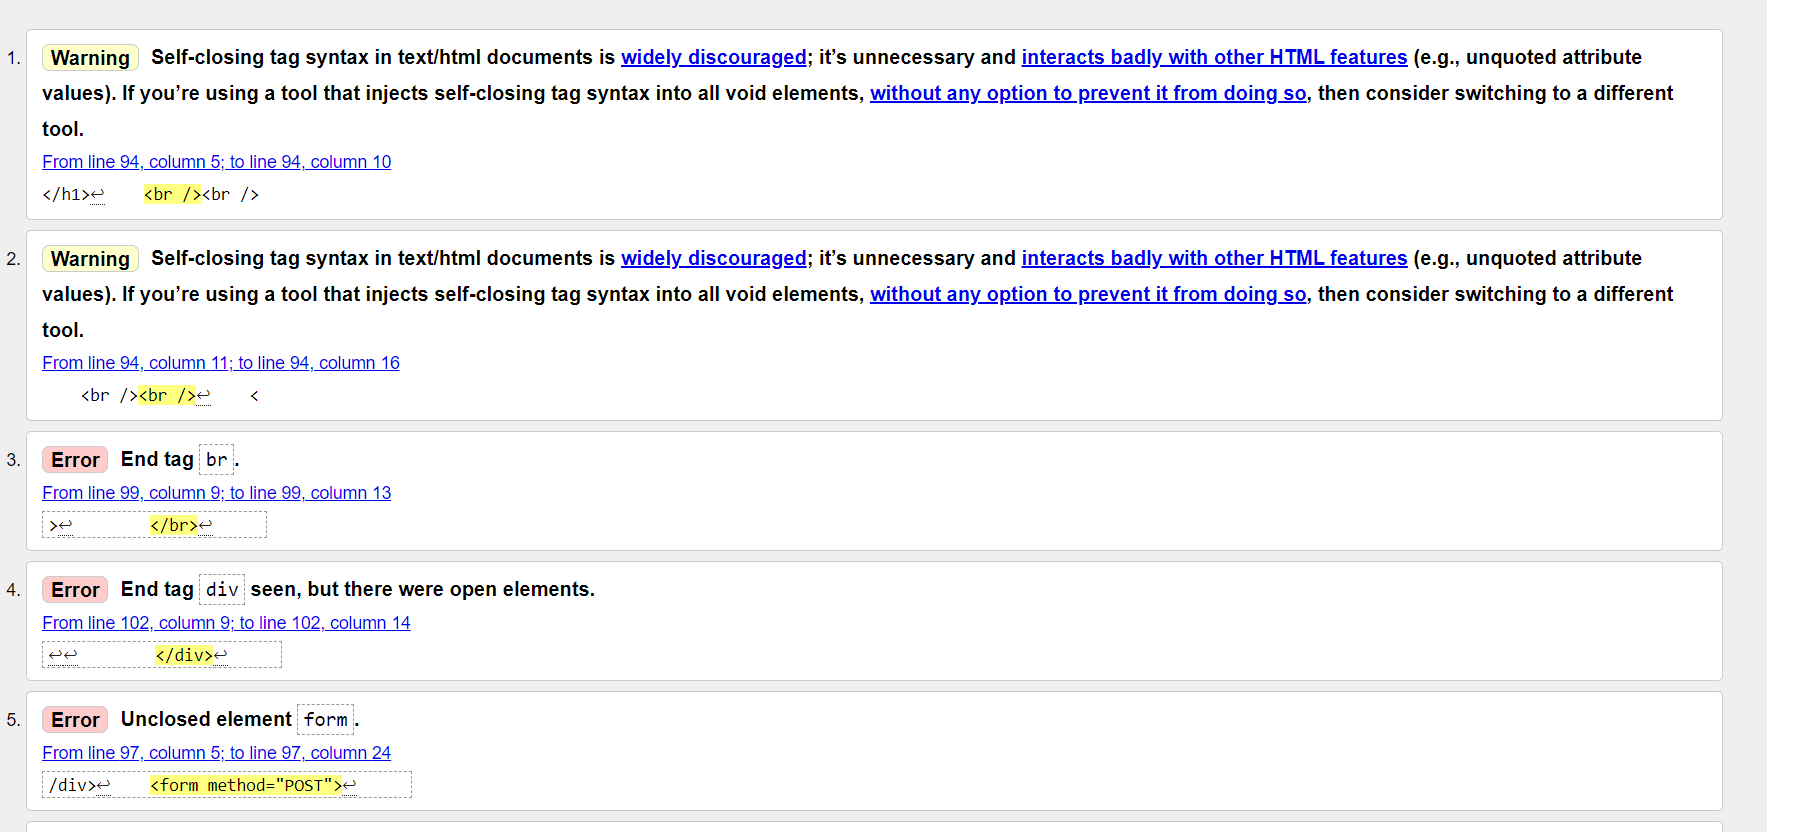 1. Warning Self-closing tag syntax in text/html documents is widely discouraged; it’s unnecessary and interacts badly with other HTML features (e.g., unquoted attribute
values). If you’re using a tool that injects self-closing tag syntax into all void elements, without any option to prevent it from doing so, then consider switching to a different
tool.
From line 94, column 5; to line 94, column 10
</h1>↩    <br /><br />
2. Warning Self-closing tag syntax in text/html documents is widely discouraged; it’s unnecessary and interacts badly with other HTML features (e.g., unquoted attribute
values). If you’re using a tool that injects self-closing tag syntax into all void elements, without any option to prevent it from doing so, then consider switching to a different
tool.
From line 94, column 11; to line 94, column 16
<br /><br />↩    <
3. Error End tag br.
From line 99, column 9; to line 99, column 13
>↩        </br>↩
4. Error End tag div seen, but there were open elements.
From line 102, column 9; to line 102, column 14
↩↩        </div>↩
5. Error Unclosed element form.
From line 97, column 5; to line 97, column 24
/div>↩    <form method="POST">↩